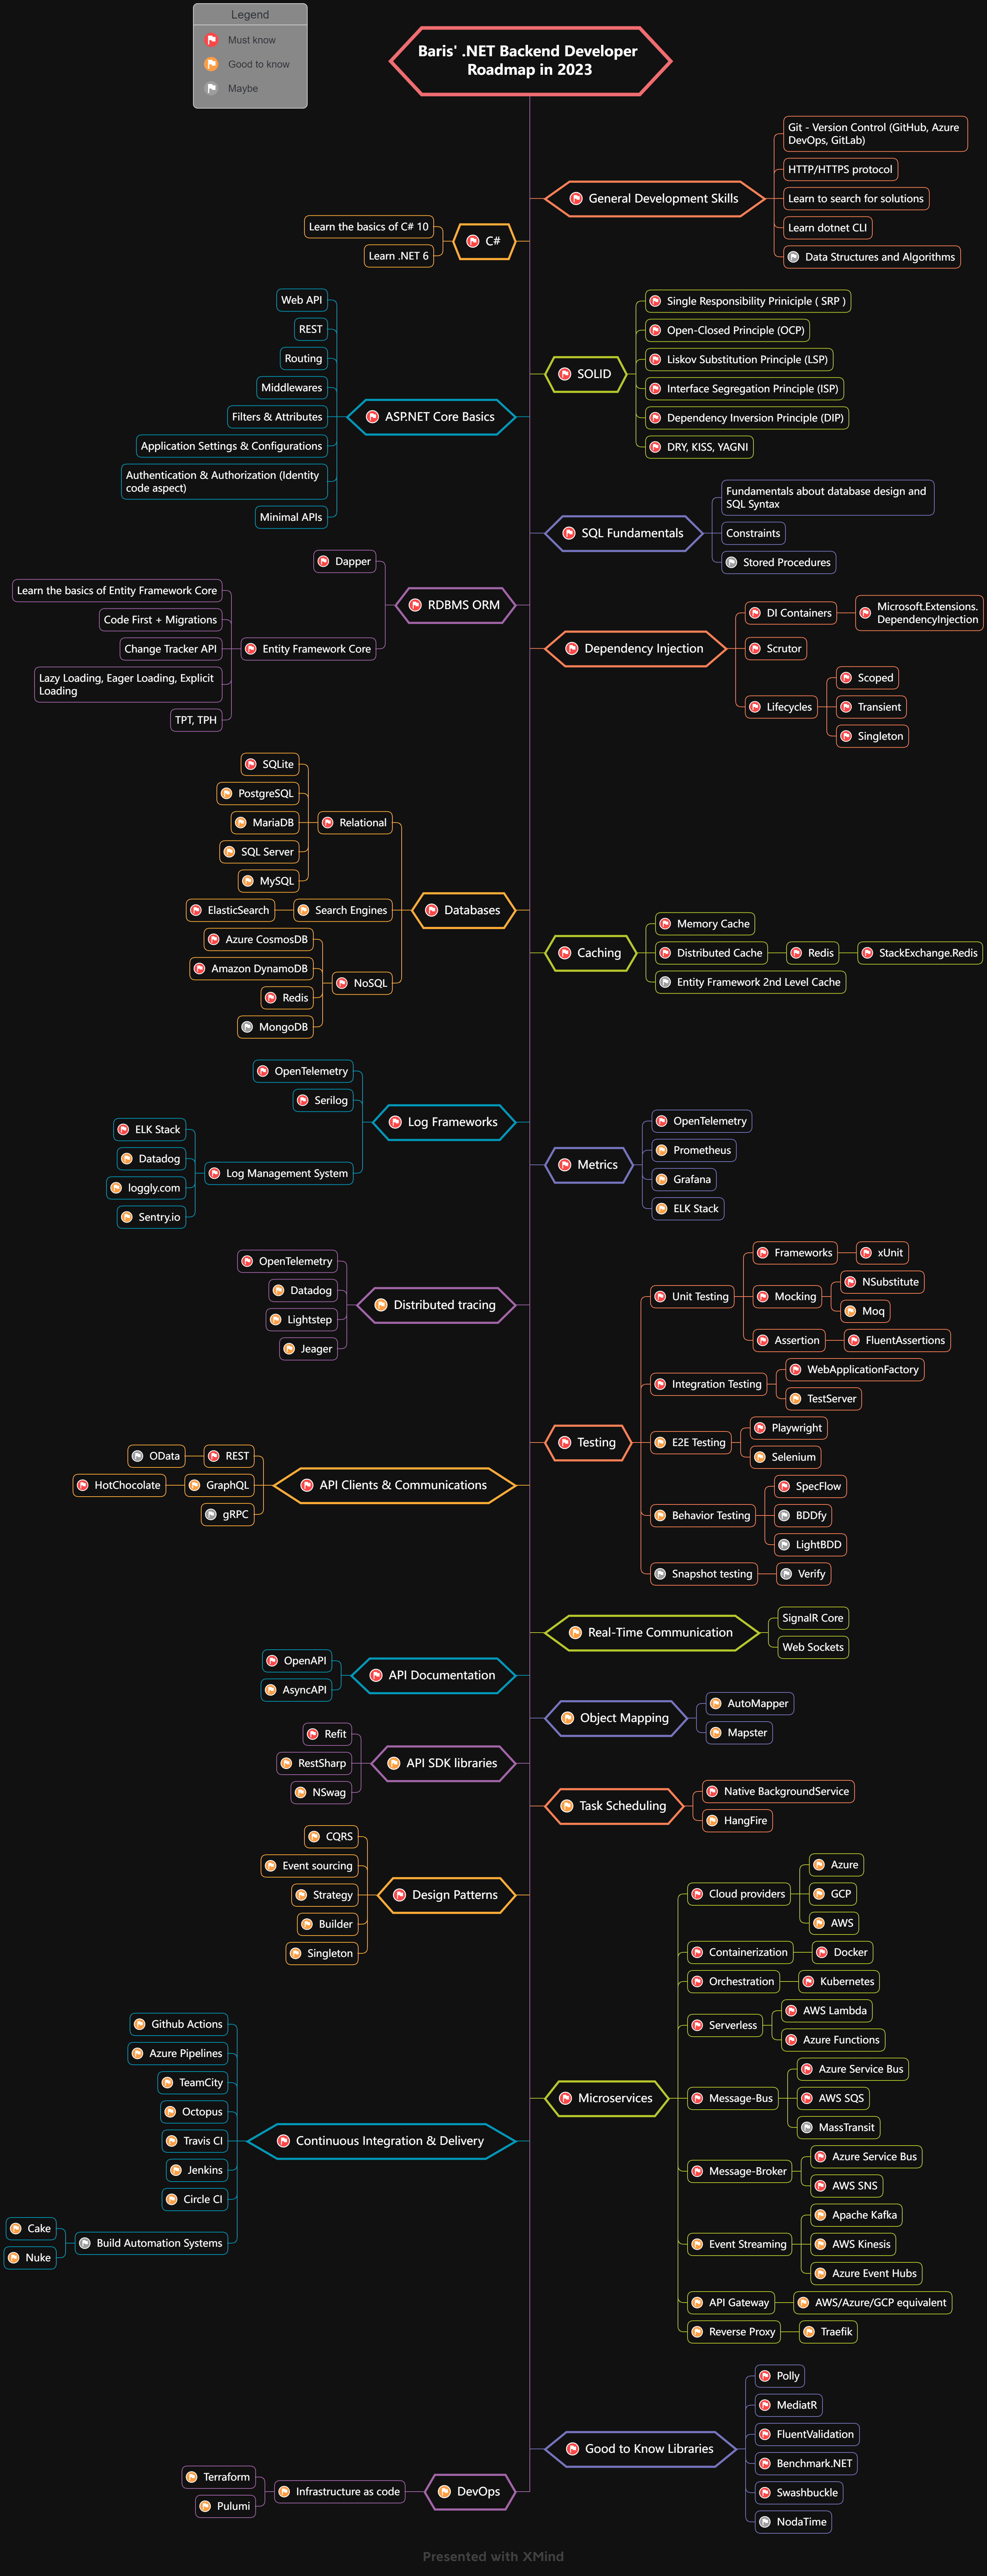 Legend
Must know
Good to know
Maybe
Baris' .NET Backend Developer
Roadmap in 2023
General Development Skills
Git - Version Control (GitHub, Azure
DevOps, GitLab)
HTTP/HTTPS protocol
Learn to search for solutions
Learn dotnet CLI
Data Structures and Algorithms
C#
Learn the basics of C# 10
Learn .NET 6
SOLID
Single Responsibility Priniciple ( SRP )
Open-Closed Principle (OCP)
Liskov Substitution Principle (LSP)
Interface Segregation Principle (ISP)
Dependency Inversion Principle (DIP)
DRY, KISS, YAGNI
ASP.NET Core Basics
Web API
REST
Routing
Middlewares
Filters & Attributes
Application Settings & Configurations
Authentication & Authorization (Identity
code aspect)
Minimal APIs
SQL Fundamentals
Fundamentals about database design and
SQL Syntax
Constraints
Stored Procedures
RDBMS ORM
Dapper
Entity Framework Core
Learn the basics of Entity Framework Core
Code First + Migrations
Change Tracker API
Lazy Loading, Eager Loading, Explicit
Loading
TPT, TPH
Dependency Injection
DI Containers
Microsoft.Extensions.
DependencyInjection
Scrutor
Lifecycles
Scoped
Transient
Singleton
Databases
Relational
SQLite
PostgreSQL
MariaDB
SQL Server
MySQL
Search Engines
ElasticSearch
NoSQL
Azure CosmosDB
Amazon DynamoDB
Redis
MongoDB
Caching
Memory Cache
Distributed Cache
Redis
StackExchange.Redis
Entity Framework 2nd Level Cache
Log Frameworks
OpenTelemetry
Serilog
Log Management System
ELK Stack
Datadog
loggly.com
Sentry.io
Metrics
OpenTelemetry
Prometheus
Grafana
ELK Stack
Distributed tracing
OpenTelemetry
Datadog
Lightstep
Jeager
Testing
Unit Testing
Frameworks
xUnit
Mocking
NSubstitute
Moq
Assertion
FluentAssertions
Integration Testing
WebApplicationFactory
TestServer
E2E Testing
Playwright
Selenium
Behavior Testing
SpecFlow
BDDfy
LightBDD
Snapshot testing
Verify
API Clients & Communications
REST
OData
GraphQL
HotChocolate
gRPC
Real-Time Communication
SignalR Core
Web Sockets
API Documentation
OpenAPI
AsyncAPI
Object Mapping
AutoMapper
Mapster
API SDK libraries
Refit
RestSharp
NSwag
Task Scheduling
Native BackgroundService
HangFire
Design Patterns
CQRS
Event sourcing
Strategy
Builder
Singleton
Microservices
Cloud providers
Azure
GCP
AWS
Containerization
Docker
Orchestration
Kubernetes
Serverless
AWS Lambda
Azure Functions
Message-Bus
Azure Service Bus
AWS SQS
MassTransit
Message-Broker
Azure Service Bus
AWS SNS
Event Streaming
Apache Kafka
AWS Kinesis
Azure Event Hubs
API Gateway
AWS/Azure/GCP equivalent
Reverse Proxy
Traefik
Continuous Integration & Delivery
Github Actions
Azure Pipelines
TeamCity
Octopus
Travis CI
Jenkins
Circle CI
Build Automation Systems
Cake
Nuke
Good to Know Libraries
Polly
MediatR
FluentValidation
Benchmark.NET
Swashbuckle
NodaTime
DevOps
Infrastructure as code
Terraform
Pulumi
Presented with XMind